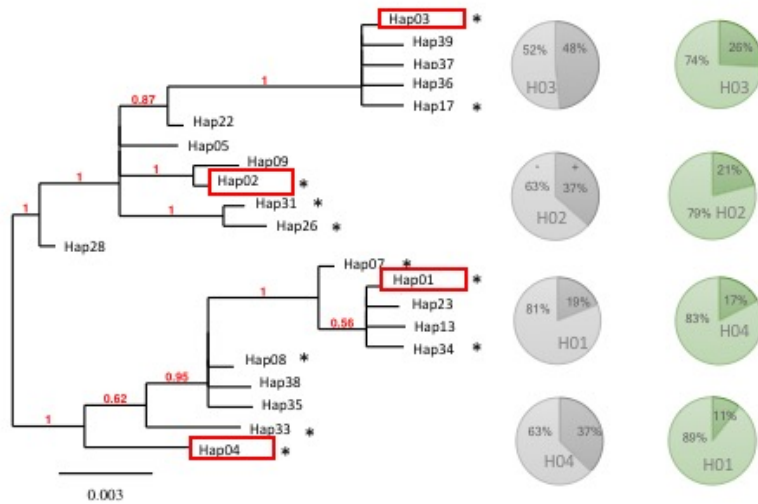 Hap03 *
Hap39
Hap37
Hap36
Hap17 *
1
0.87
Hap22
Hap05
Hap09
1
Hap02 *
1
Hap31 *
1
Hap26 *
Hap28
Hap07 *
Hap01 *
1
Hap23
Hap13
0.56
Hap34 *
Hap08 *
Hap38
0.95
0.62
Hap35
1
Hap33 *
Hap04 *
0.003
52% 48%
H03
74% 26%
H03
- +
63% 37%
H02
21%
79% H02
81% 19%
H01
17%
83%
H04
63% 37%
H04
11%
89%
H01